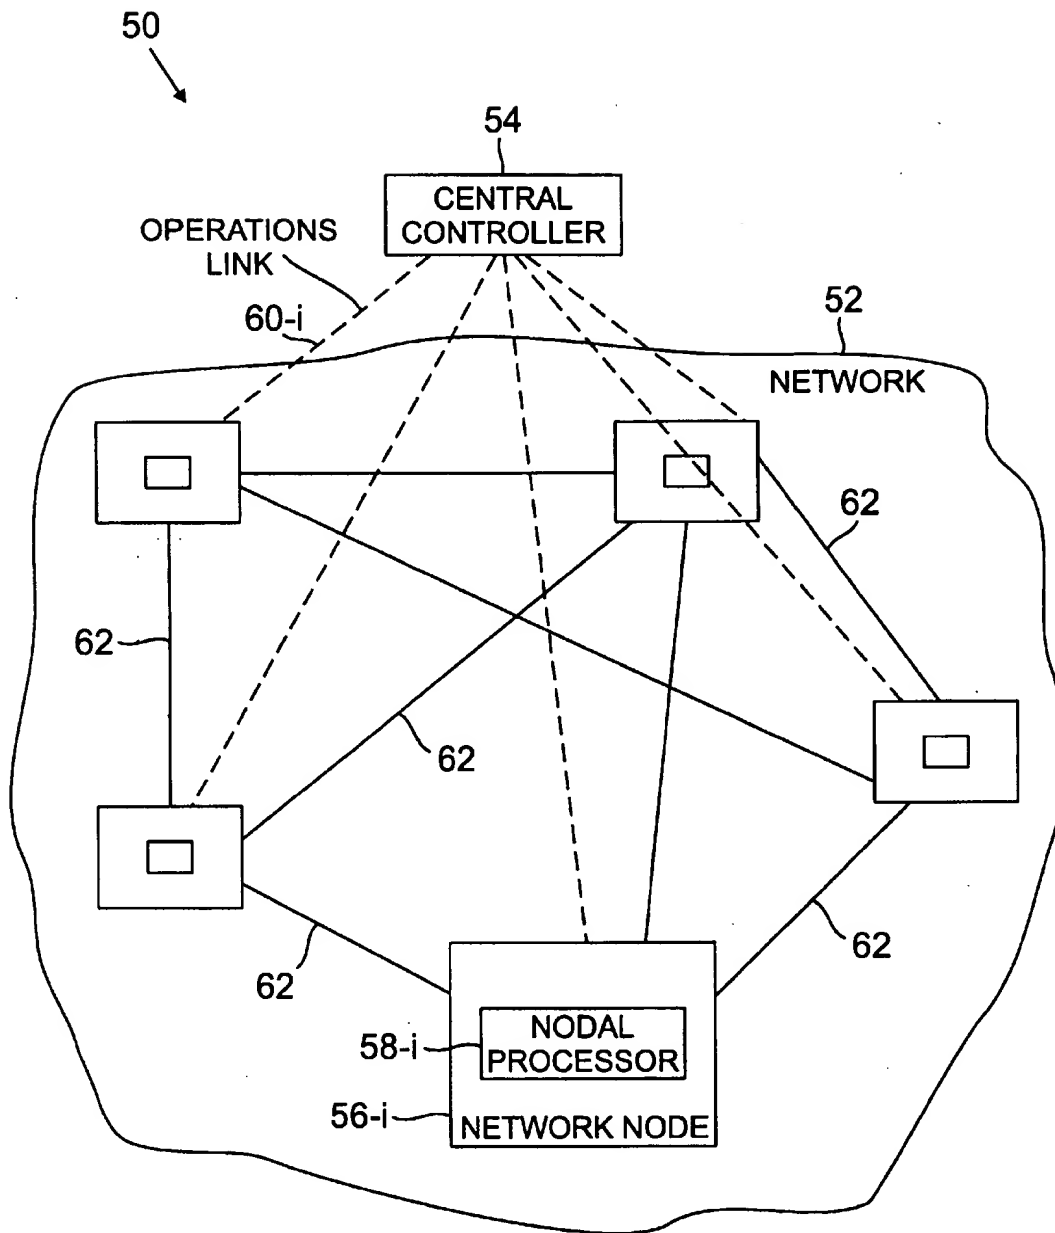 50
54
CENTRAL
CONTROLLER
OPERATIONS
LINK
60-i
52
NETWORK
62
62
62
62
62
58-i
NODAL
PROCESSOR
56-i
NETWORK NODE